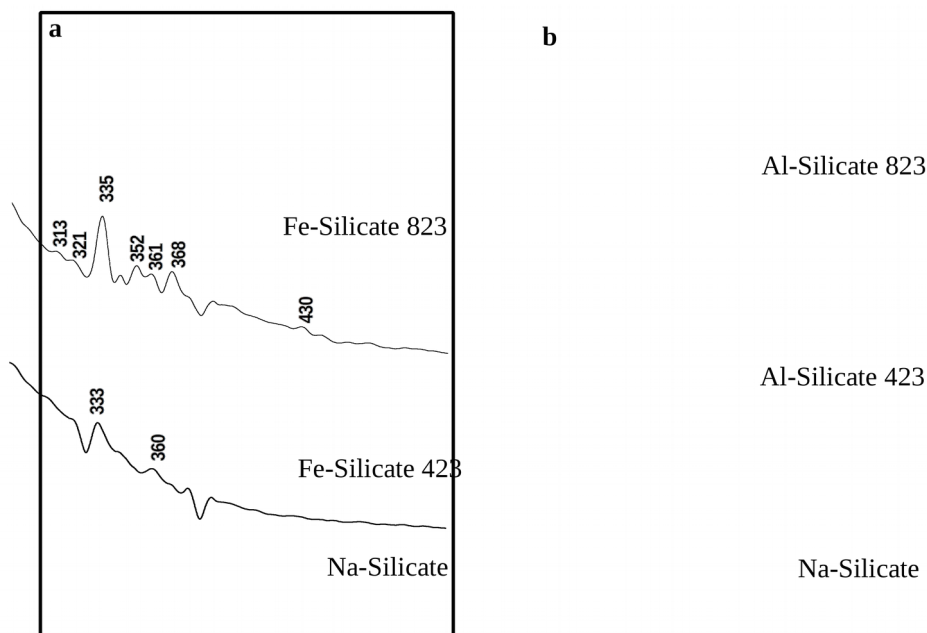 a
b
335
313
321
352
361
368
430
Fe-Silicate 823
Al-Silicate 823
333
360
Fe-Silicate 423
Al-Silicate 423
Na-Silicate
Na-Silicate